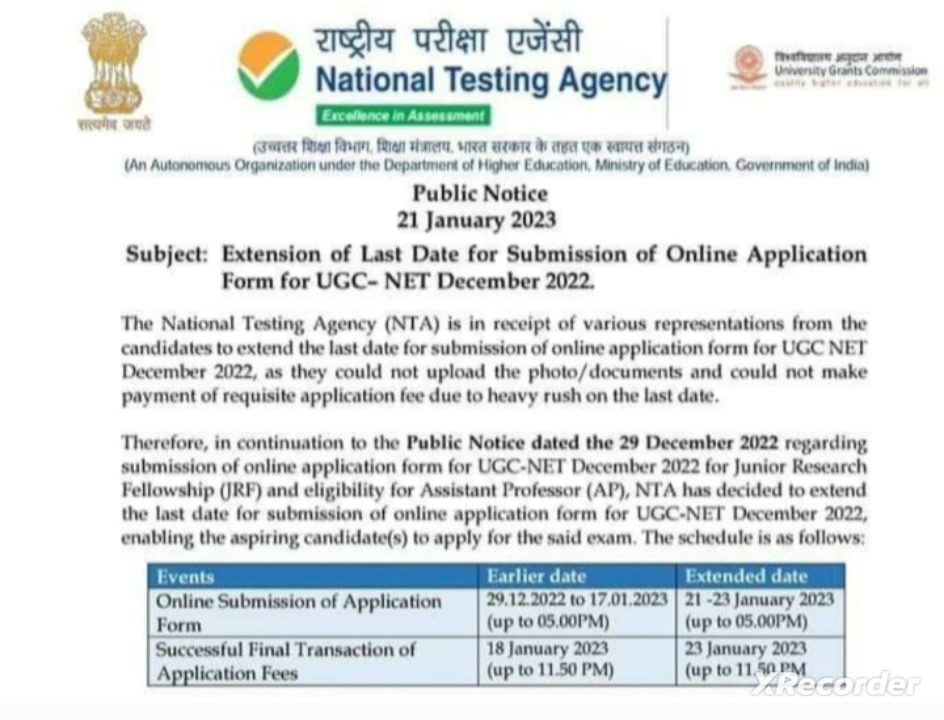 सत्यमेव जयते
राष्ट्रीय परीक्षा एजेंसी
National Testing Agency
Excellence in Assessment
विश्वविद्यालय अनुदान आयोग
University Grants Commission
quality higher education for all
(उच्चतर शिक्षा विभाग, शिक्षा मंत्रालय, भारत सरकार के तहत एक स्वायत्त संगठन)
(An Autonomous Organization under the Department of Higher Education, Ministry of Education, Government of India)
Public Notice
21 January 2023
Subject: Extension of Last Date for Submission of Online Application
Form for UGC– NET December 2022.
The National Testing Agency (NTA) is in receipt of various representations from the
candidates to extend the last date for submission of online application form for UGC NET
December 2022, as they could not upload the photo/documents and could not make
payment of requisite application fee due to heavy rush on the last date.
Therefore, in continuation to the Public Notice dated the 29 December 2022 regarding
submission of online application form for UGC-NET December 2022 for Junior Research
Fellowship (JRF) and eligibility for Assistant Professor (AP), NTA has decided to extend
the last date for submission of online application form for UGC-NET December 2022,
enabling the aspiring candidate(s) to apply for the said exam. The schedule is as follows:
Events Earlier date Extended date
Online Submission of Application 29.12.2022 to 17.01.2023 21 -23 January 2023
Form (up to 05.00PM) (up to 05.00PM)
Successful Final Transaction of 18 January 2023 23 January 2023
Application Fees (up to 11.50 PM) (up to 11.50 PM
XRecorder